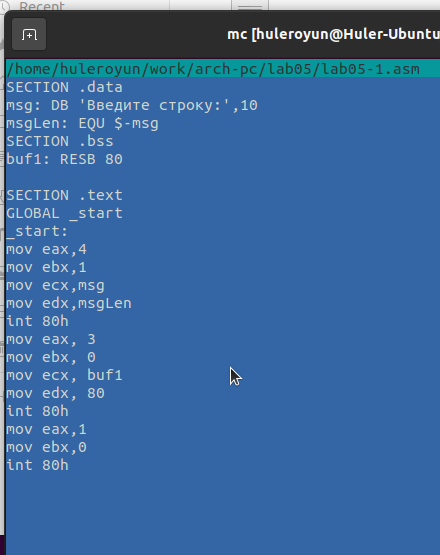 Recent
mc [huleroyun@Huler-Ubuntu
/home/huleroyun/work/arch-pc/lab05/lab05-1.asm
SECTION .data
msg: DB 'Введите строку:',10
msgLen: EQU $-msg
SECTION .bss
buf1: RESB 80
SECTION .text
GLOBAL _start
_start:
mov eax,4
mov ebx,1
mov ecx,msg
mov edx,msgLen
int 80h
mov eax, 3
mov ebx, 0
mov ecx, buf1
mov edx, 80
int 80h
mov eax,1
mov ebx,0
int 80h